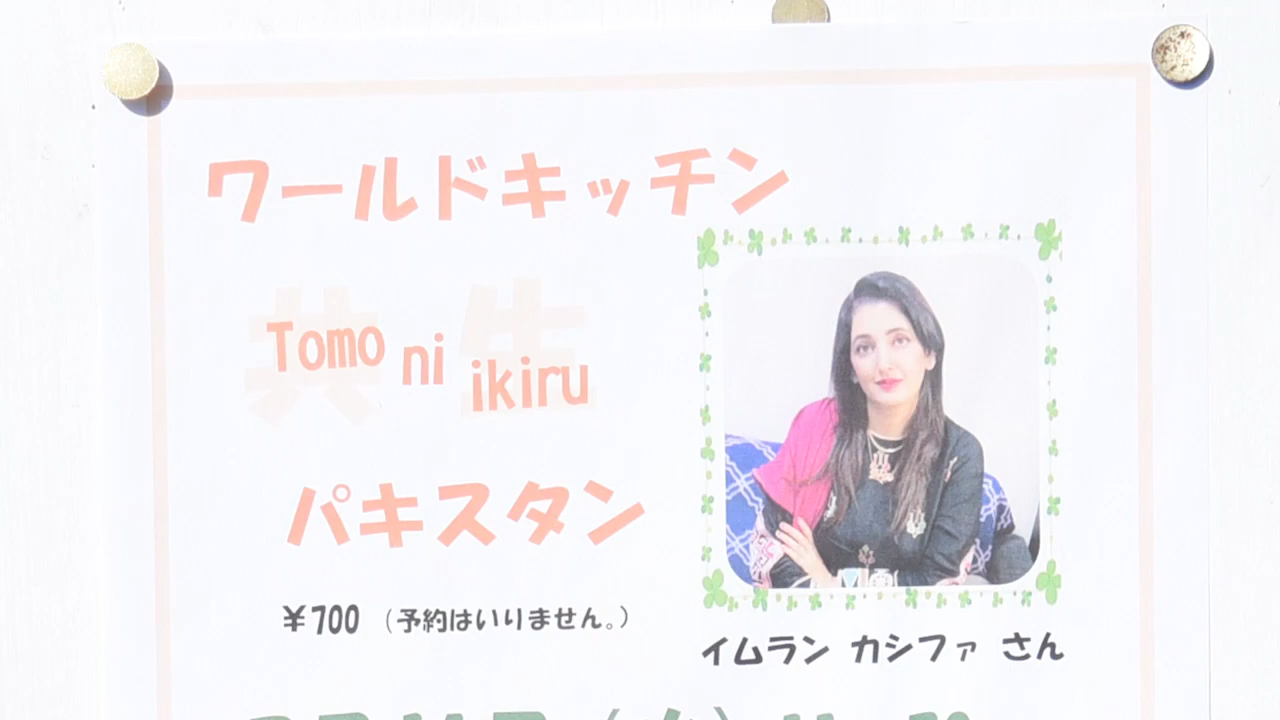 ワールドキッチン
共生
Tomo ni ikiru
パキスタン
¥700 (予約はいりません。)
イムラン カシファ さん